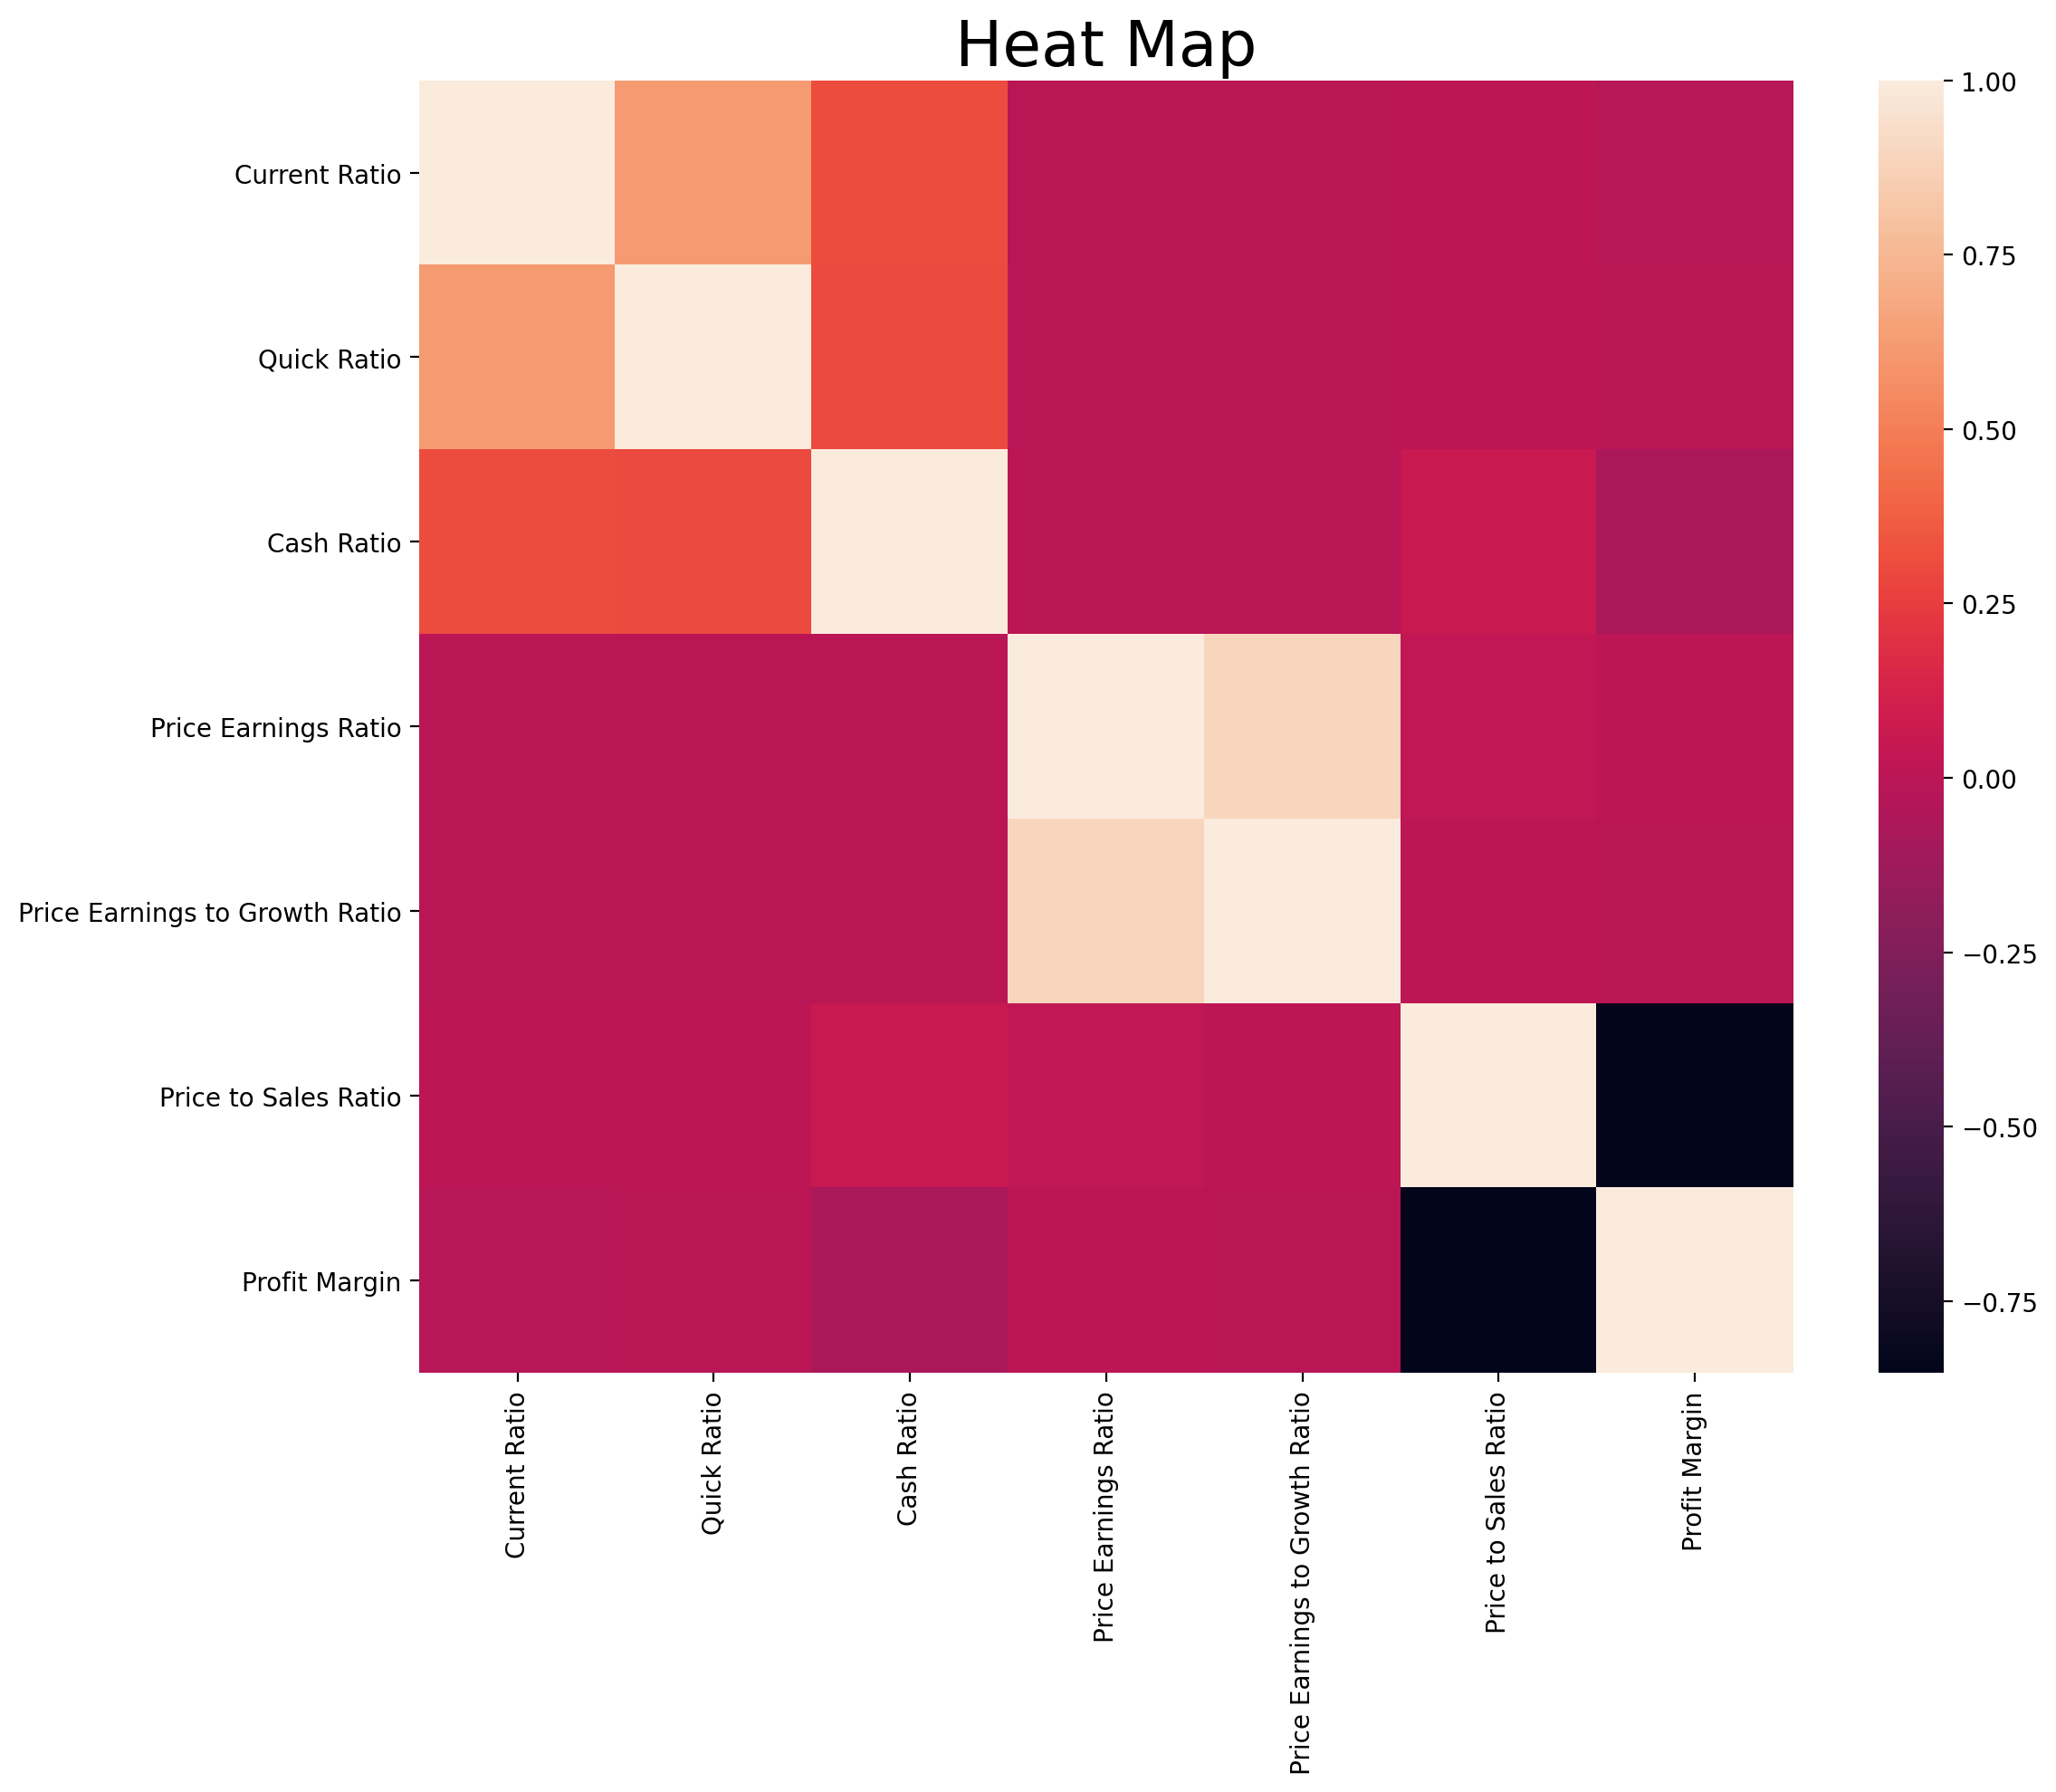 Heat Map
Current Ratio
Quick Ratio
Cash Ratio
Price Earnings Ratio
Price Earnings to Growth Ratio
Price to Sales Ratio
Profit Margin
Current Ratio
Quick Ratio
Cash Ratio
Price Earnings Ratio
Price Earnings to Growth Ratio
Price to Sales Ratio
Profit Margin
1.00
0.75
0.50
0.25
0.00
−0.25
−0.50
−0.75